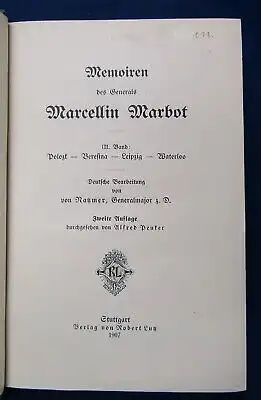 Memoiren
des Generals
Marcellin Marbot
III. Band:
Polozk — Beresina — Leipzig — Waterloo
Deutsche Bearbeitung
von
von Natzmer, Generalmajor z. D.
Zweite Auflage
durchgesehen von Alfred Peuker
RL
Stuttgart
Verlag von Robert Lutz
1907